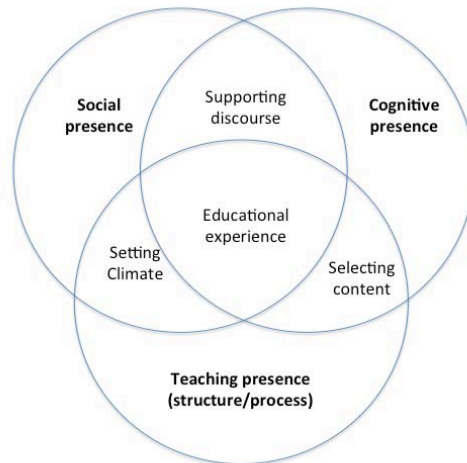 Social
presence
Supporting
discourse
Cognitive
presence
Educational
experience
Setting
Climate
Selecting
content
Teaching presence
(structure/process)